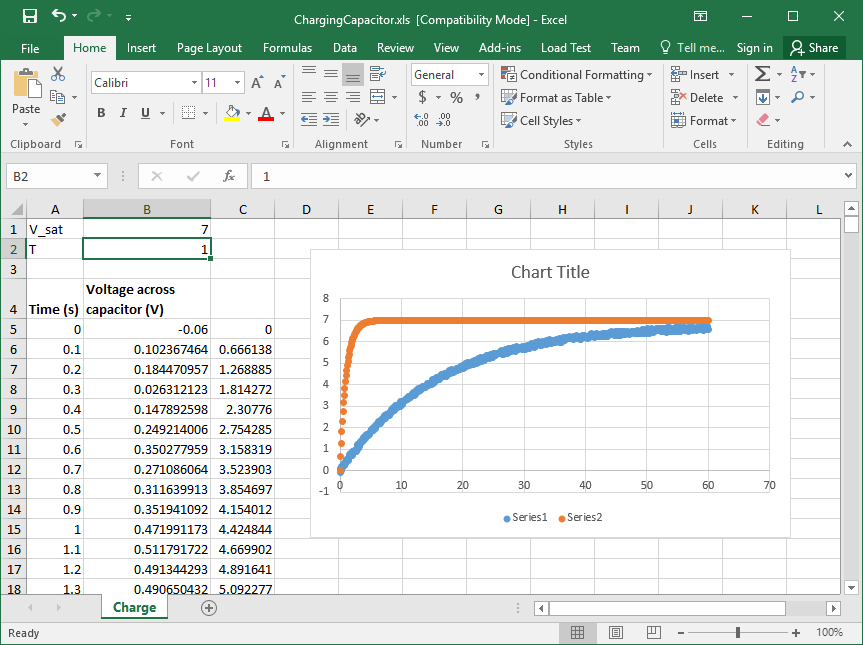 ChargingCapacitor.xls [Compatibility Mode] - Excel
File Home Insert Page Layout Formulas Data Review View Add-ins Load Test Team Tell me... Sign in Share
Calibri 11 A A General Conditional Formatting Insert
Paste $ % , Format as Table Delete
B I U A Cell Styles Format
Clipboard Font Alignment Number Styles Cells Editing
B2 fx 1
A B C D E F G H I J K L
1 V_sat 7
2 T 1
3
4 Time (s) Voltage across capacitor (V)
5 0 -0.06 0
6 0.1 0.102367464 0.666138
7 0.2 0.184470957 1.268885
8 0.3 0.026312123 1.814272
9 0.4 0.147892598 2.30776
10 0.5 0.249214006 2.754285
11 0.6 0.350277959 3.158319
12 0.7 0.271086064 3.523903
13 0.8 0.311639913 3.854697
14 0.9 0.351941092 4.154012
15 1 0.471991173 4.424844
16 1.1 0.511791722 4.669902
17 1.2 0.491344293 4.891641
18 1.3 0.490650432 5.092277
Chart Title
8
7
6
5
4
3
2
1
0
-1
0 10 20 30 40 50 60 70
Series1 Series2
Charge
Ready 100%